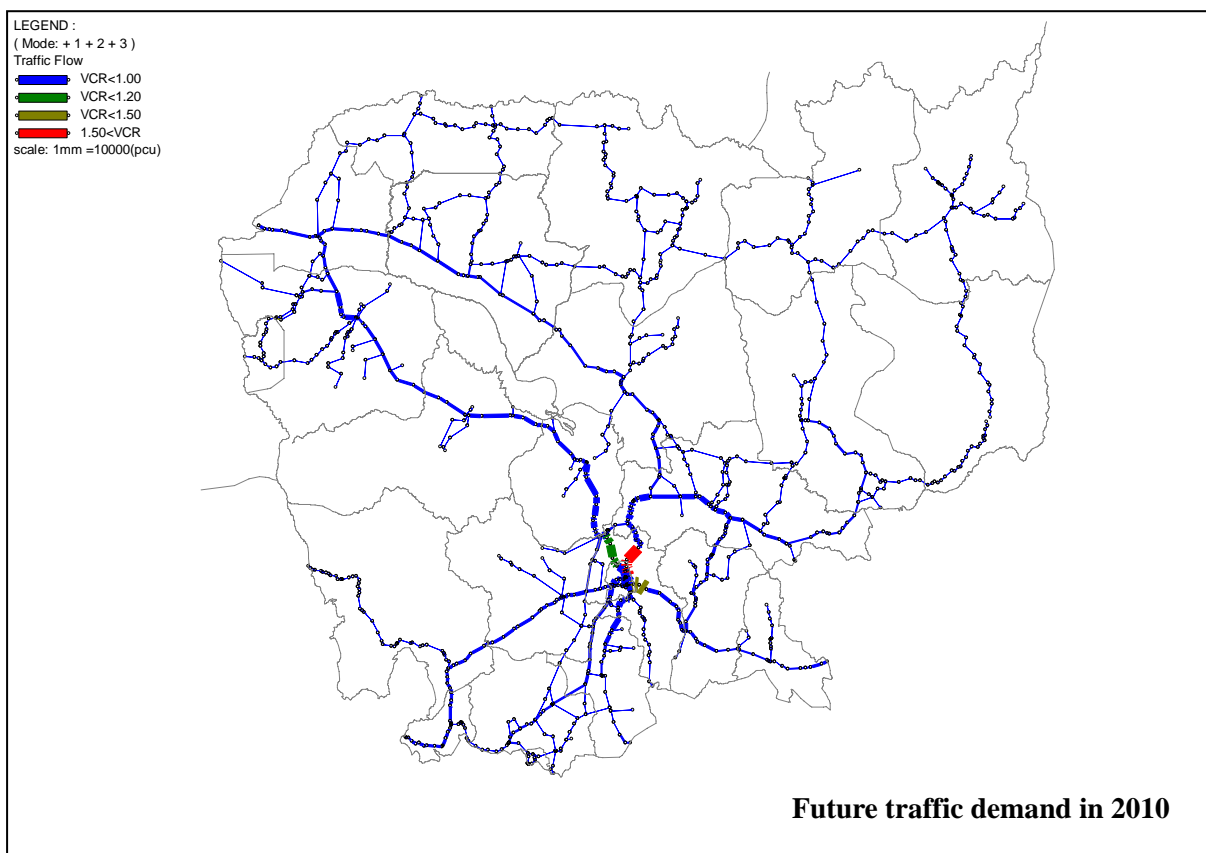 LEGEND :
( Mode: + 1 + 2 + 3 )
Traffic Flow
VCR<1.00
VCR<1.20
VCR<1.50
1.50<VCR
scale: 1mm =10000(pcu)
Future traffic demand in 2010